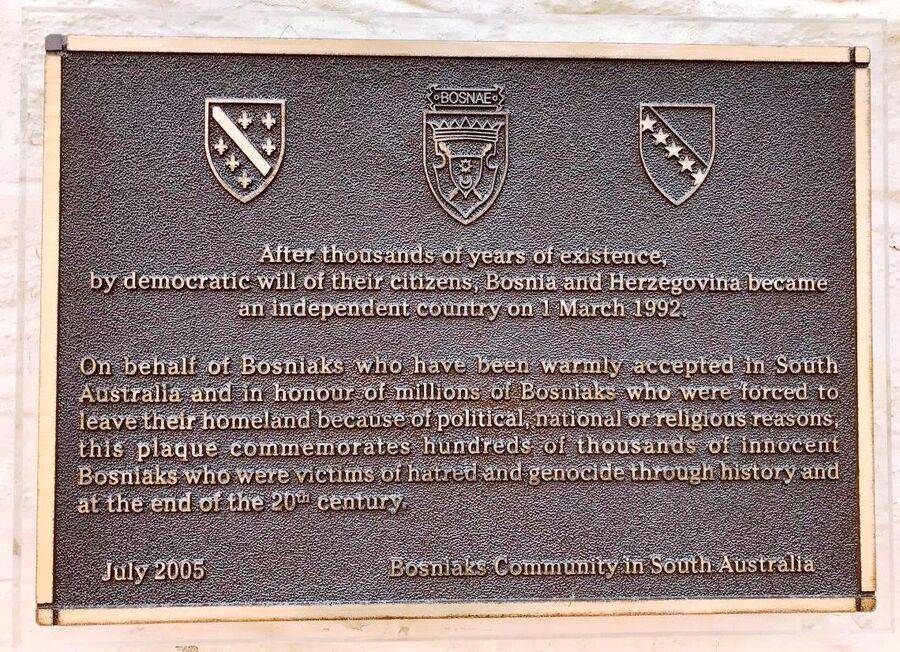 BOSNAE
After thousands of years of existence,
by democratic will of their citizens, Bosnia and Herzegovina became
an independent country on 1 March 1992.
On behalf of Bosniaks who have been warmly accepted in South
Australia and in honour of millions of Bosniaks who were forced to
leave their homeland because of political, national or religious reasons,
this plaque commemorates hundreds of thousands of innocent
Bosniaks who were victims of hatred and genocide through history and
at the end of the 20th century.
July 2005 Bosniaks Community in South Australia